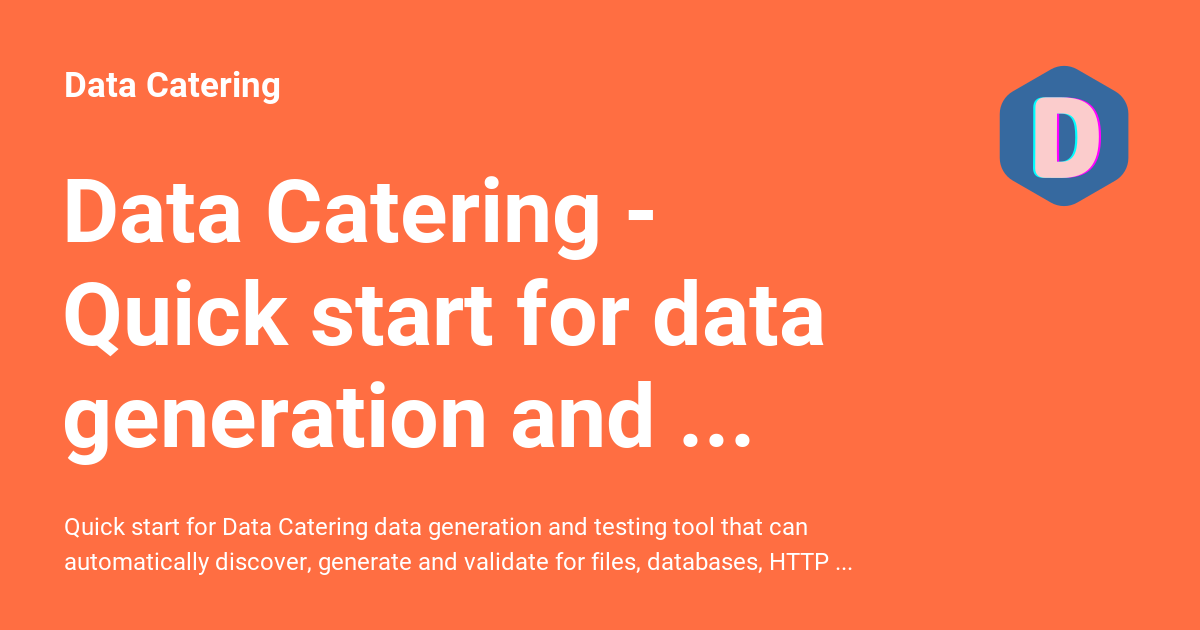 Data Catering
D
Data Catering -
Quick start for data
generation and ...
Quick start for Data Catering data generation and testing tool that can
automatically discover, generate and validate for files, databases, HTTP ...